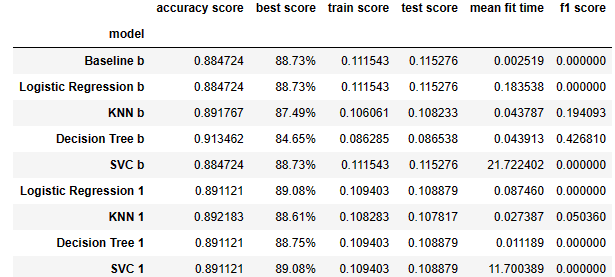 accuracy score best score train score test score mean fit time f1 score
model
Baseline b 0.884724 88.73% 0.111543 0.115276 0.002519 0.000000
Logistic Regression b 0.884724 88.73% 0.111543 0.115276 0.183538 0.000000
KNN b 0.891767 87.49% 0.106061 0.108233 0.043787 0.194093
Decision Tree b 0.913462 84.65% 0.086285 0.086538 0.043913 0.426810
SVC b 0.884724 88.73% 0.111543 0.115276 21.722402 0.000000
Logistic Regression 1 0.891121 89.08% 0.109403 0.108879 0.087460 0.000000
KNN 1 0.892183 88.61% 0.108283 0.107817 0.027387 0.050360
Decision Tree 1 0.891121 88.75% 0.109403 0.108879 0.011189 0.000000
SVC 1 0.891121 89.08% 0.109403 0.108879 11.700389 0.000000